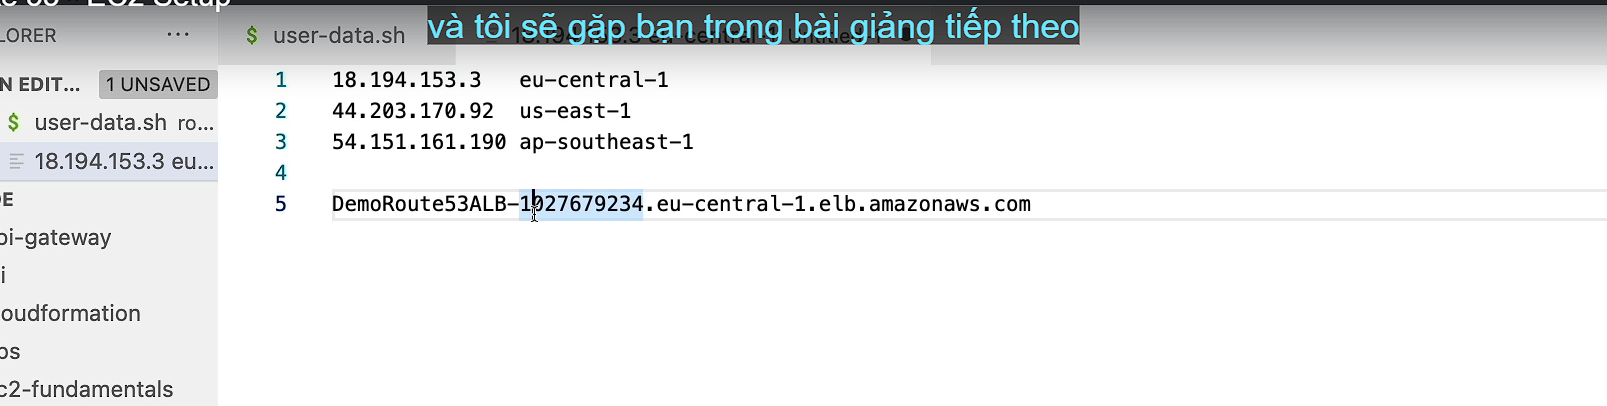 EC2 Setup
và tôi sẽ gặp bạn trong bài giảng tiếp theo
LORER ···
$ user-data.sh
N EDIT... 1 UNSAVED
$ user-data.sh ro...
18.194.153.3 eu...
DE
oi-gateway
i
oudformation
os
c2-fundamentals
1 18.194.153.3 eu-central-1
2 44.203.170.92 us-east-1
3 54.151.161.190 ap-southeast-1
4
5 DemoRoute53ALB-1027679234.eu-central-1.elb.amazonaws.com